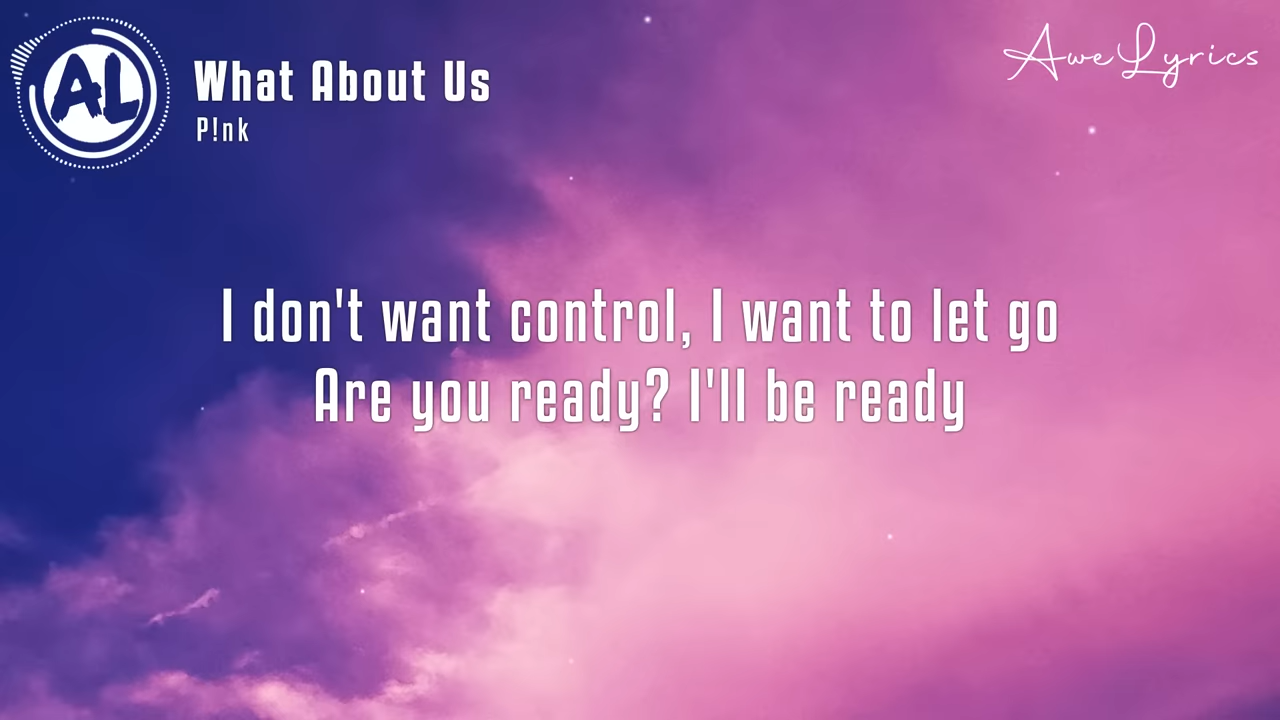 AL
What About Us
P!nk
AweLyrics
I don't want control, I want to let go
Are you ready? I'll be ready